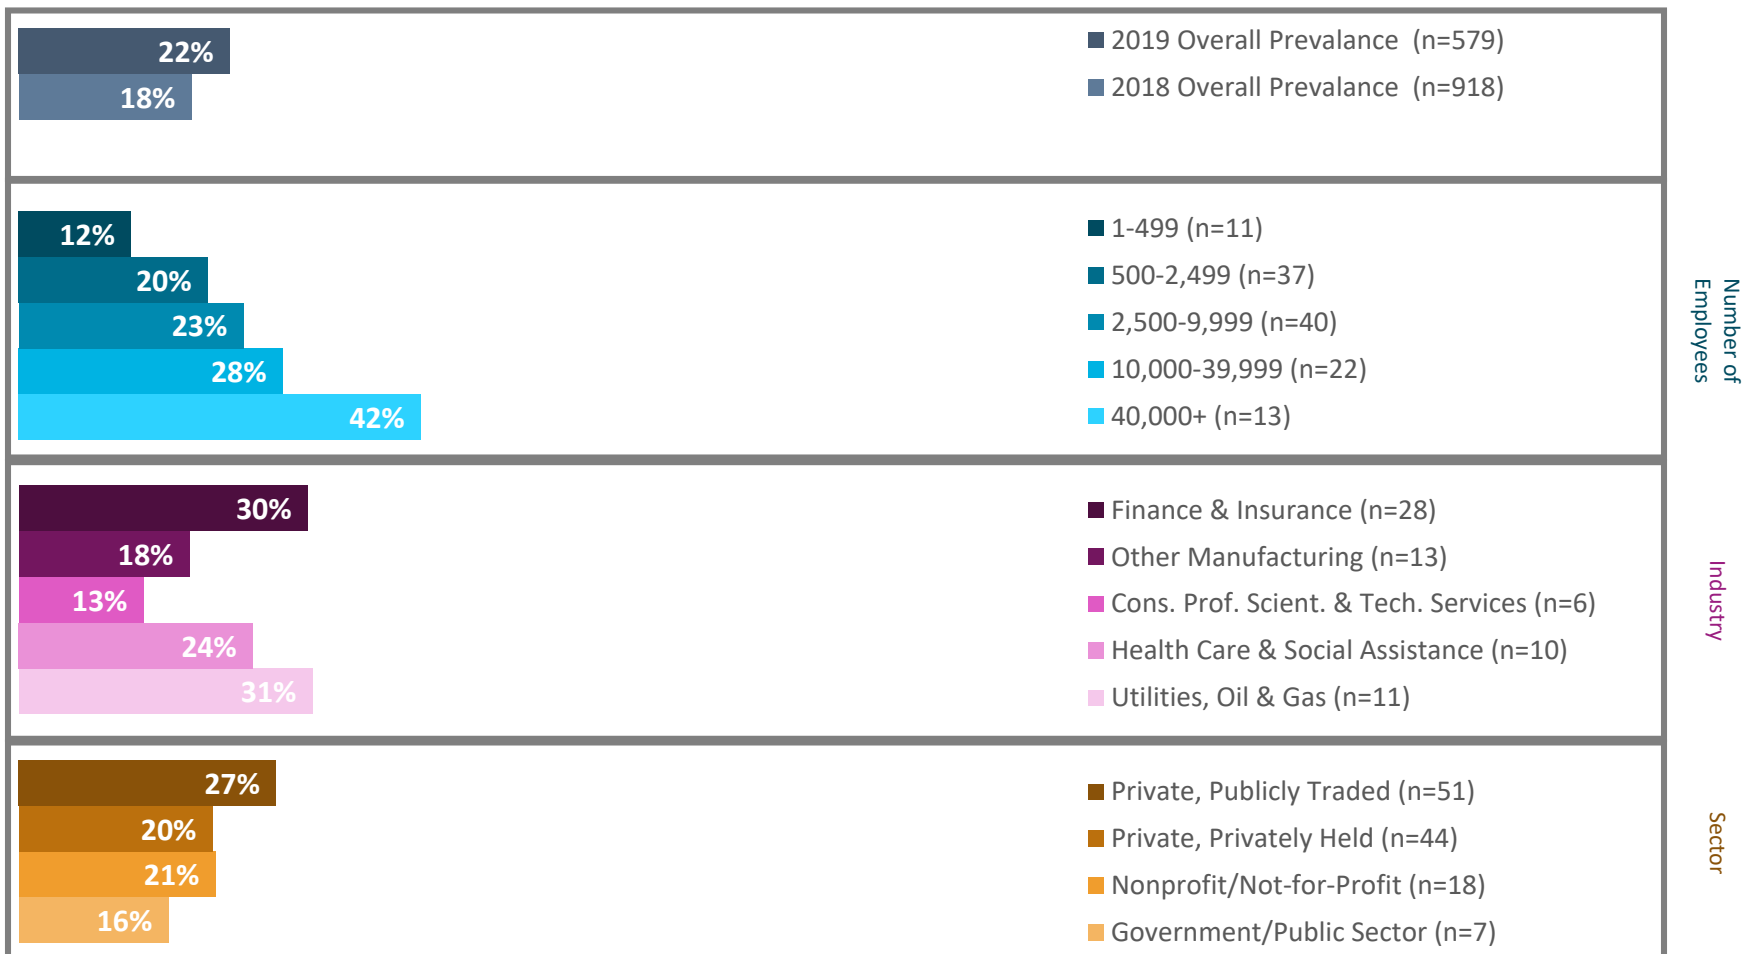 22%
18%
2019 Overall Prevalance (n=579)
2018 Overall Prevalance (n=918)
12%
20%
23%
28%
42%
1-499 (n=11)
500-2,499 (n=37)
2,500-9,999 (n=40)
10,000-39,999 (n=22)
40,000+ (n=13)
Number of
Employees
30%
18%
13%
24%
31%
Finance & Insurance (n=28)
Other Manufacturing (n=13)
Cons. Prof. Scient. & Tech. Services (n=6)
Health Care & Social Assistance (n=10)
Utilities, Oil & Gas (n=11)
Industry
27%
20%
21%
16%
Private, Publicly Traded (n=51)
Private, Privately Held (n=44)
Nonprofit/Not-for-Profit (n=18)
Government/Public Sector (n=7)
Sector